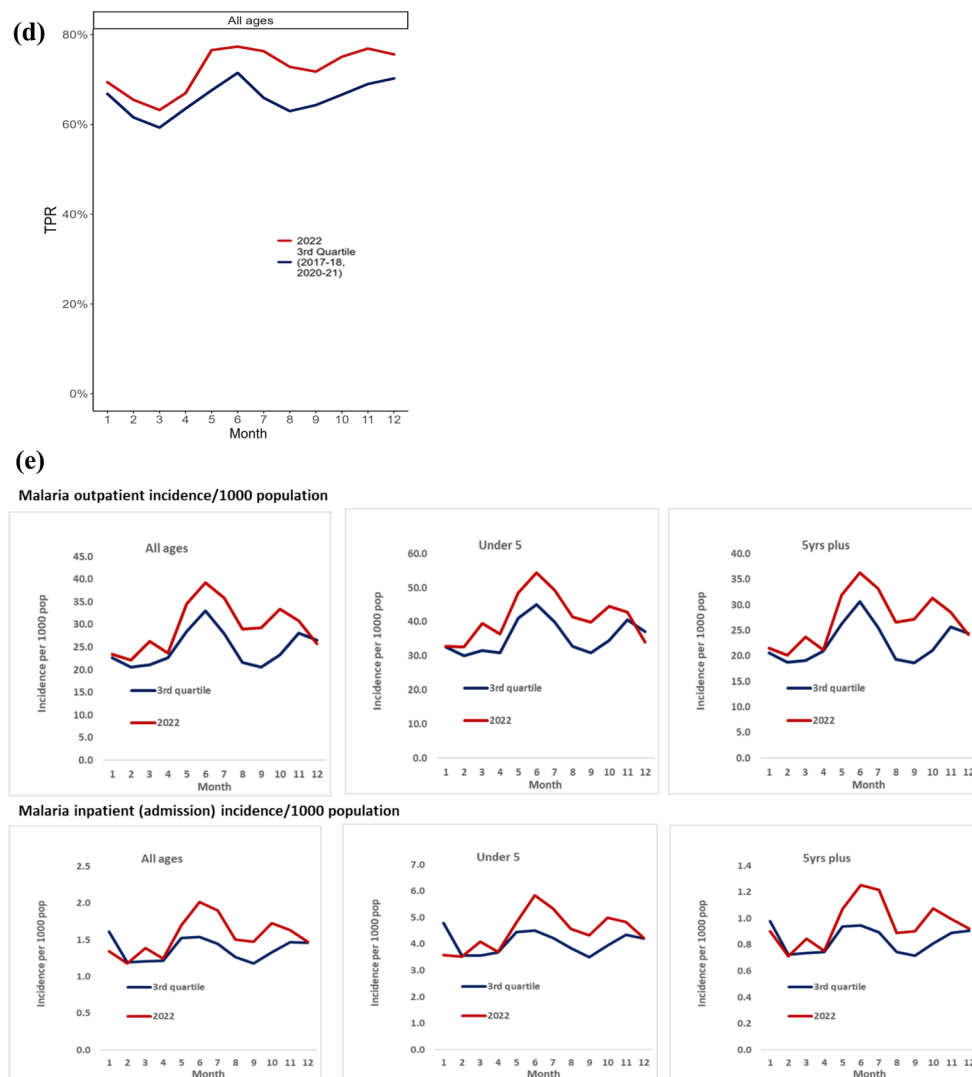 (d)
All ages
80%
60%
40%
20%
0%
TPR
2022
3rd Quartile
(2017-18,
2020-21)
1 2 3 4 5 6 7 8 9 10 11 12
Month
(e)
Malaria outpatient incidence/1000 population
All ages
45.0
40.0
35.0
30.0
25.0
20.0
15.0
10.0
5.0
0.0
Incidence per 1000 pop
3rd quartile
2022
1 2 3 4 5 6 7 8 9 10 11 12
Month
Under 5
60.0
50.0
40.0
30.0
20.0
10.0
0.0
Incidence per 1000 pop
3rd quartile
2022
1 2 3 4 5 6 7 8 9 10 11 12
Month
5yrs plus
40.0
35.0
30.0
25.0
20.0
15.0
10.0
5.0
0.0
Incidence per 1000 pop
3rd quartile
2022
1 2 3 4 5 6 7 8 9 10 11 12
Month
Malaria inpatient (admission) incidence/1000 population
All ages
2.5
2.0
1.5
1.0
0.5
0.0
Incidence per 1000 pop
3rd quartile
2022
1 2 3 4 5 6 7 8 9 10 11 12
Month
Under 5
7.0
6.0
5.0
4.0
3.0
2.0
1.0
0.0
Incidence per 1000 pop
3rd quartile
2022
1 2 3 4 5 6 7 8 9 10 11 12
Month
5yrs plus
1.4
1.2
1.0
0.8
0.6
0.4
0.2
0.0
Incidence per 1000 pop
3rd quartile
2022
1 2 3 4 5 6 7 8 9 10 11 12
Month